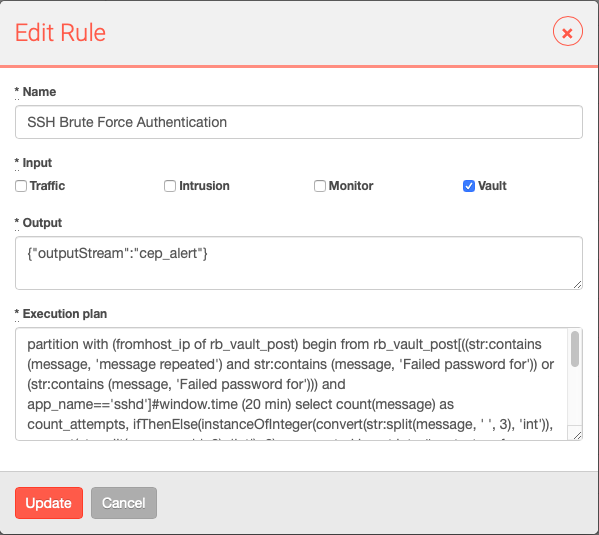 Edit Rule
* Name
SSH Brute Force Authentication
* Input
Traffic
Intrusion
Monitor
Vault
* Output
{"outputStream":"cep_alert"}
* Execution plan
partition with (fromhost_ip of rb_vault_post) begin from rb_vault_post[((str:contains
(message, 'message repeated') and str:contains (message, 'Failed password for')) or
(str:contains (message, 'Failed password for'))) and
app_name=='sshd']#window.time (20 min) select count(message) as
count_attempts, ifThenElse(instanceOfInteger(convert(str:split(message, ' ', 3), 'int')),
Update
Cancel